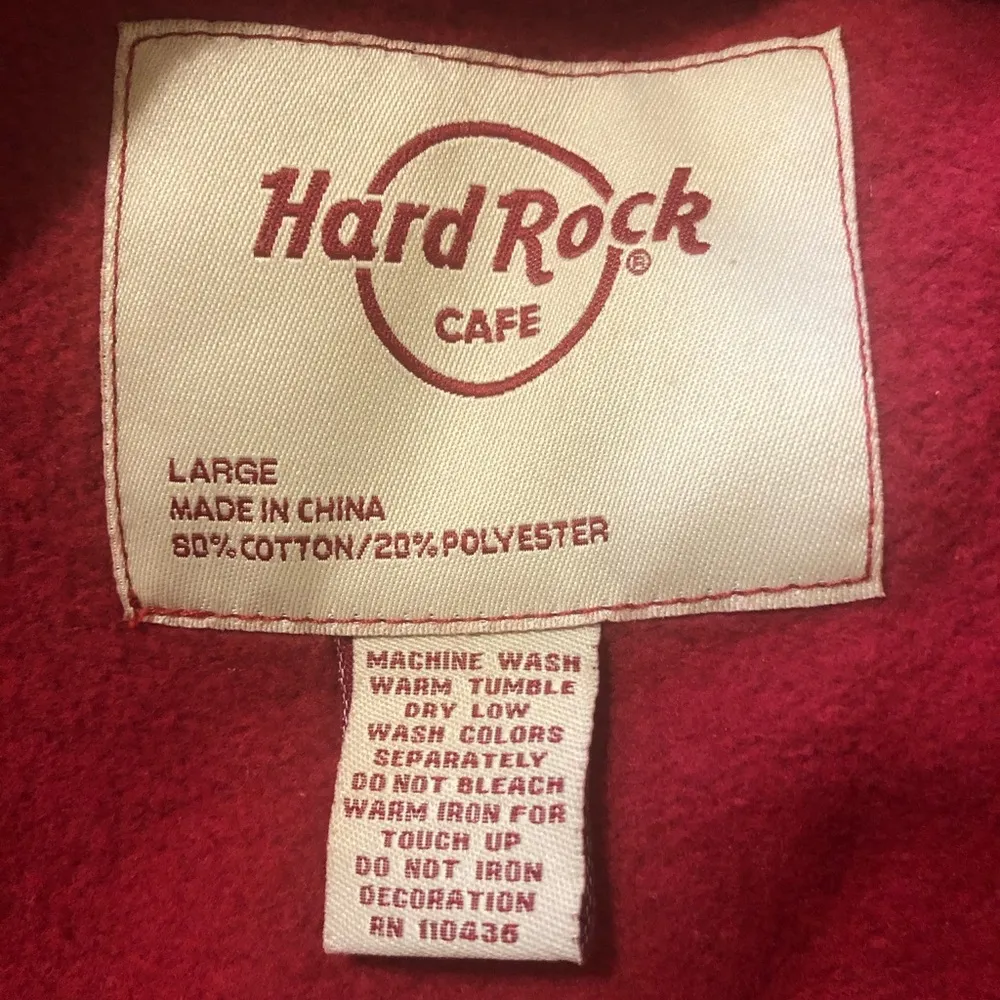 Hard Rock®
CAFE
LARGE
MADE IN CHINA
80% COTTON/20% POLYESTER
MACHINE WASH
WARM TUMBLE
DRY LOW
WASH COLORS
SEPARATELY
DO NOT BLEACH
WARM IRON FOR
TOUCH UP
DO NOT IRON
DECORATION
RN 110436